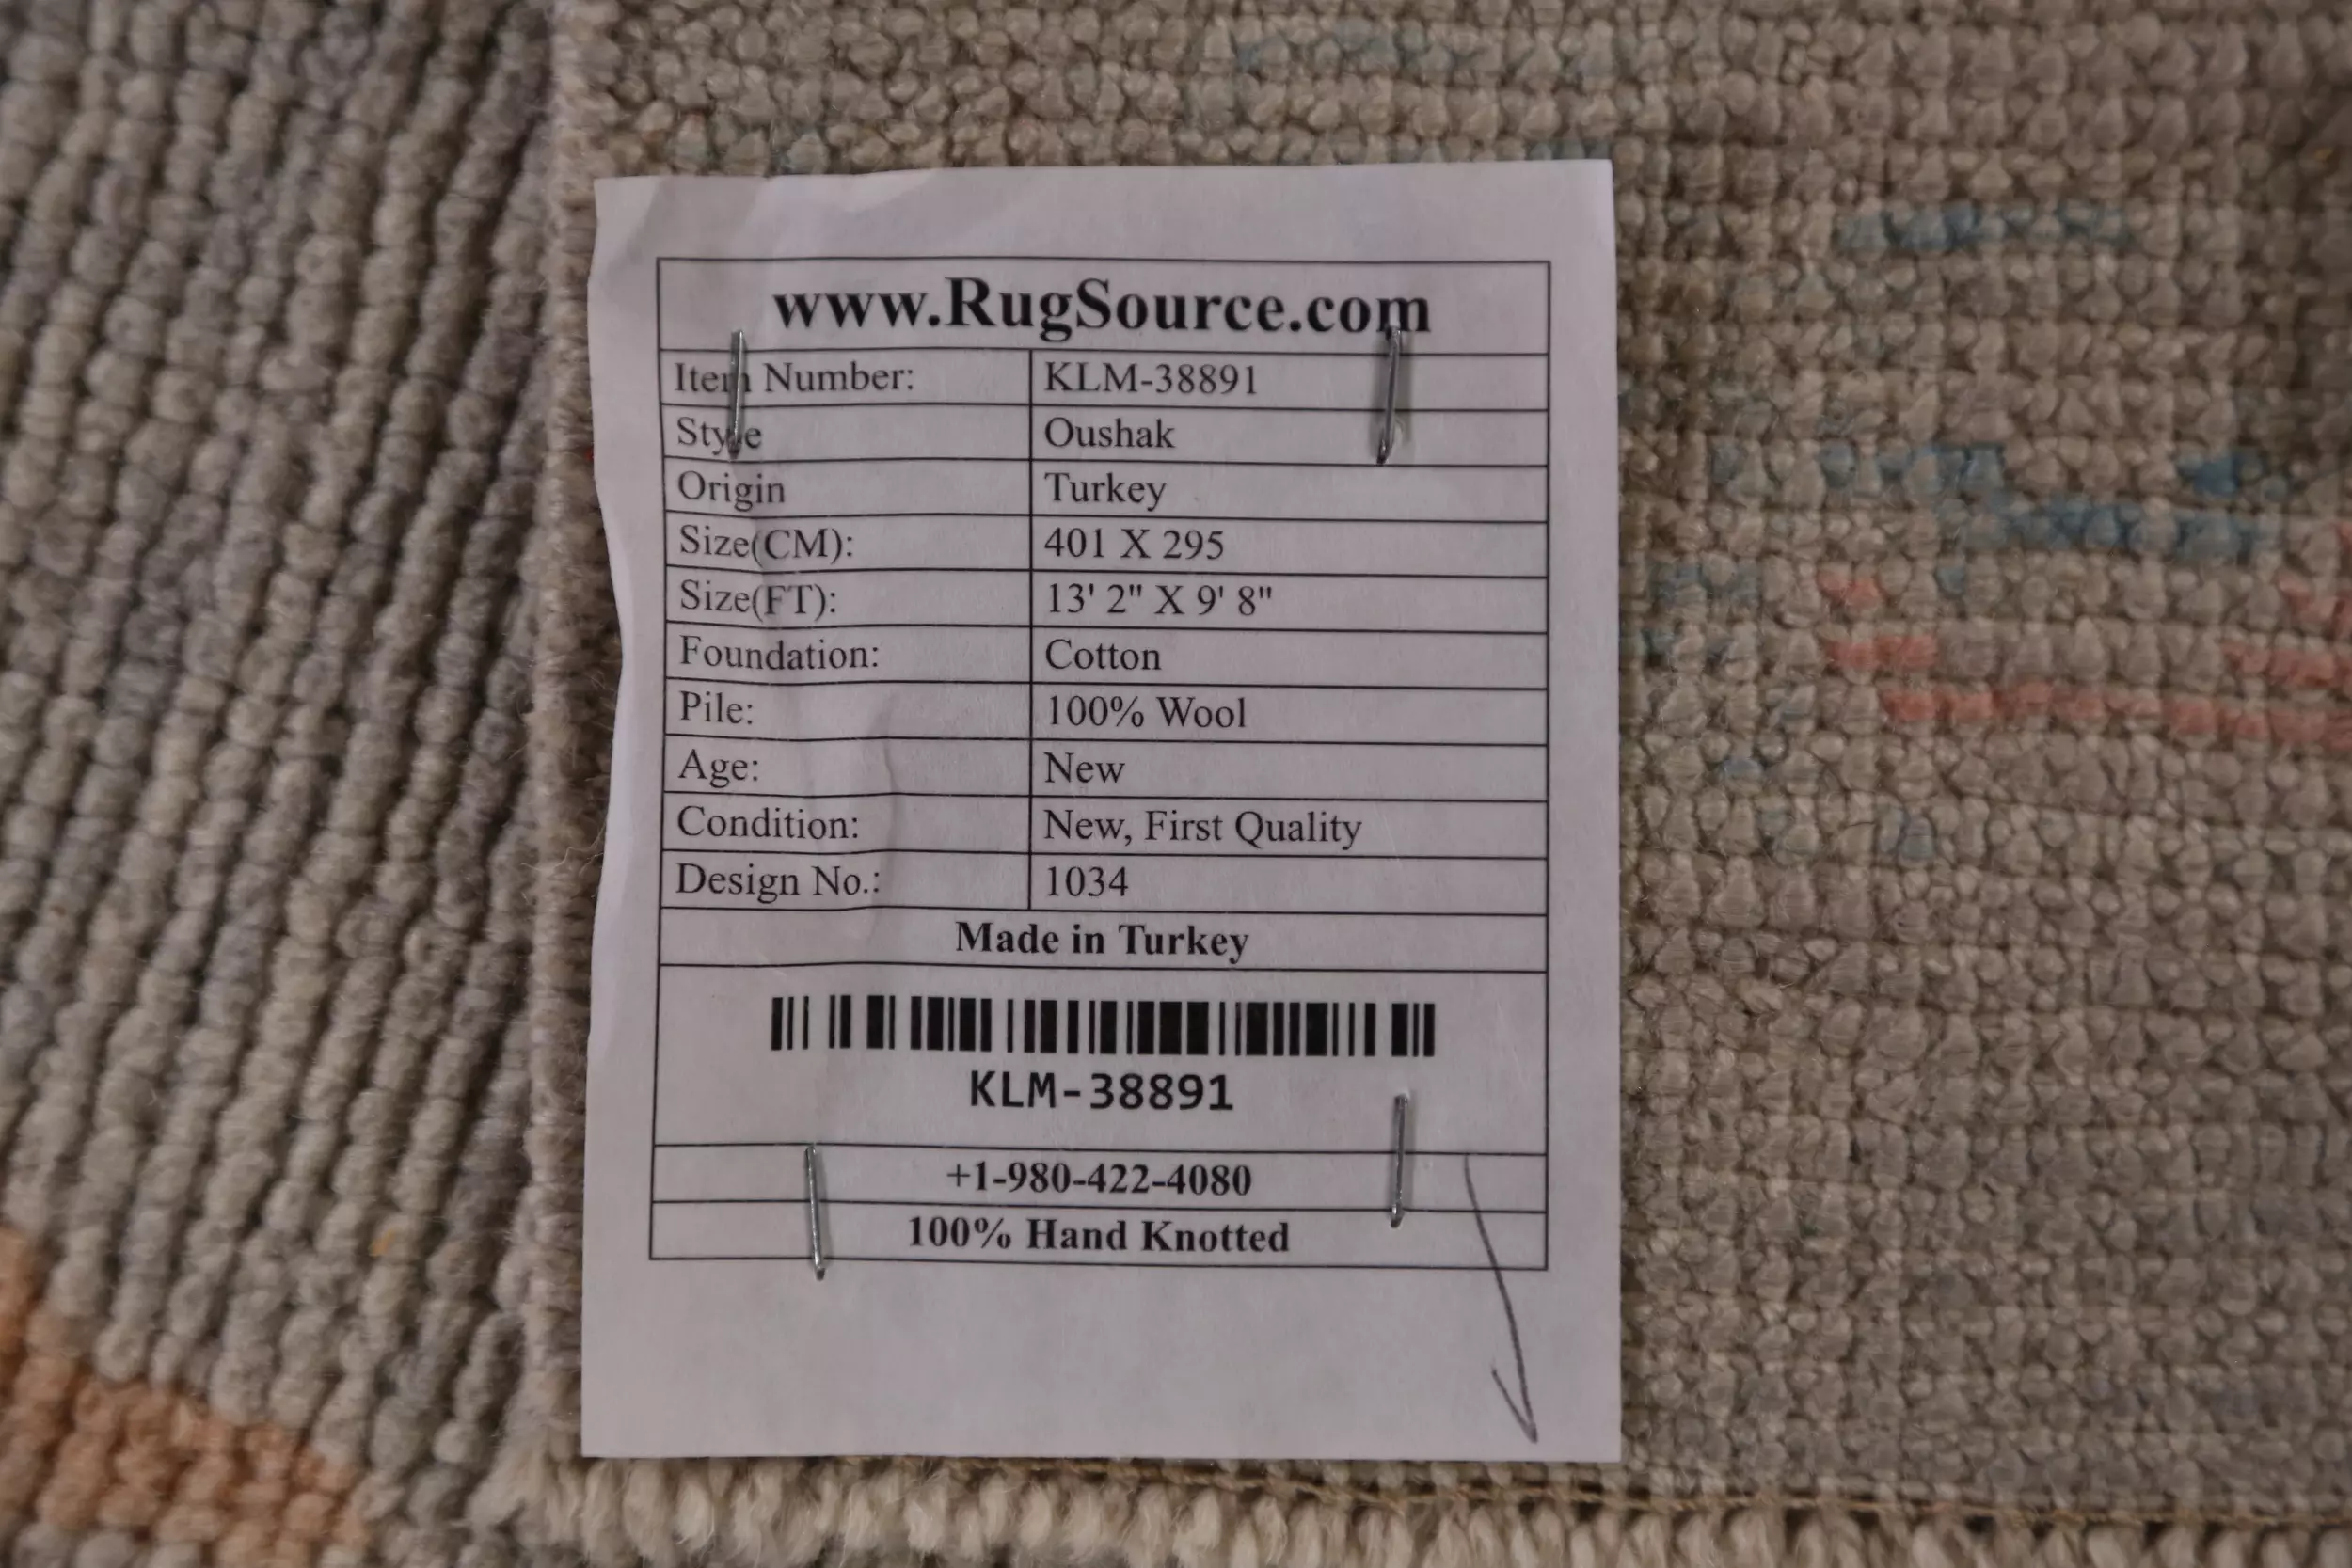 www.RugSource.com
Item Number: KLM-38891
Style Oushak
Origin Turkey
Size(CM): 401 X 295
Size(FT): 13' 2" X 9' 8"
Foundation: Cotton
Pile: 100% Wool
Age: New
Condition: New, First Quality
Design No.: 1034
Made in Turkey
KLM-38891
+1-980-422-4080
100% Hand Knotted